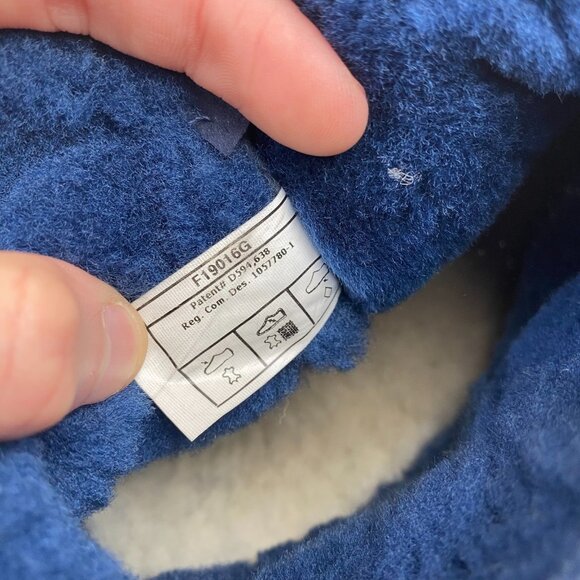 F19016G
Patent# D594,638
Reg. Com. Des. 1057780-1